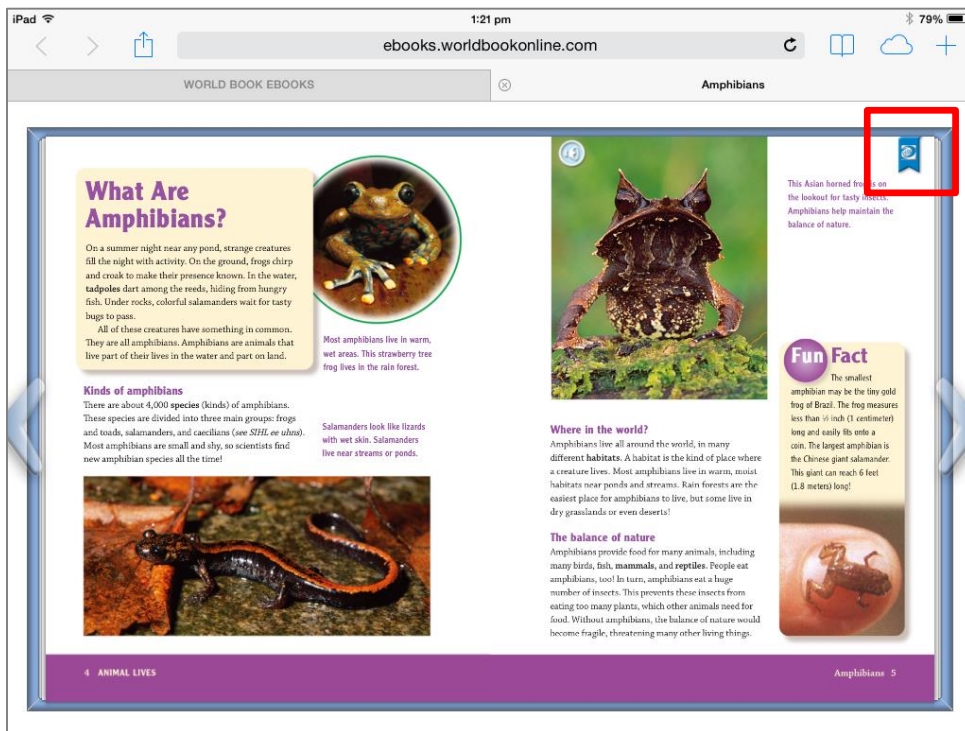 iPad 1:21 pm 79%
ebooks.worldbookonline.com
WORLD BOOK EBOOKS
Amphibians
What Are
Amphibians?
On a summer night near any pond, strange creatures
fill the night with activity. On the ground, frogs chirp
and croak to make their presence known. In the water,
tadpoles dart among the reeds, hiding from hungry
fish. Under rocks, colorful salamanders wait for tasty
bugs to pass.
All of these creatures have something in common.
They are all amphibians. Amphibians are animals that
live part of their lives in the water and part on land.
Most amphibians live in warm,
wet areas. This strawberry tree
frog lives in the rain forest.
Kinds of amphibians
There are about 4,000 species (kinds) of amphibians.
These species are divided into three main groups: frogs
and toads, salamanders, and caecilians (see SIHL ee uhns).
Most amphibians are small and shy, so scientists find
new amphibian species all the time!
Salamanders look like lizards
with wet skin. Salamanders
live near streams or ponds.
4 ANIMAL LIVES
This Asian horned frog is on
the lookout for tasty insects.
Amphibians help maintain the
balance of nature.
Where in the world?
Amphibians live all around the world, in many
different habitats. A habitat is the kind of place where
a creature lives. Most amphibians live in warm, moist
habitats near ponds and streams. Rain forests are the
easiest place for amphibians to live, but some live in
dry grasslands or even deserts!
The balance of nature
Amphibians provide food for many animals, including
many birds, fish, mammals, and reptiles. People eat
amphibians, too! In turn, amphibians eat a huge
number of insects. This prevents these insects from
eating too many plants, which other animals need for
food. Without amphibians, the balance of nature would
become fragile, threatening many other living things.
Fun Fact
The smallest
amphibian may be the tiny gold
frog of Brazil. The frog measures
less than ½ inch (1 centimeter)
long and easily fits onto a
coin. The largest amphibian is
the Chinese giant salamander.
This giant can reach 6 feet
(1.8 meters) long!
Amphibians 5